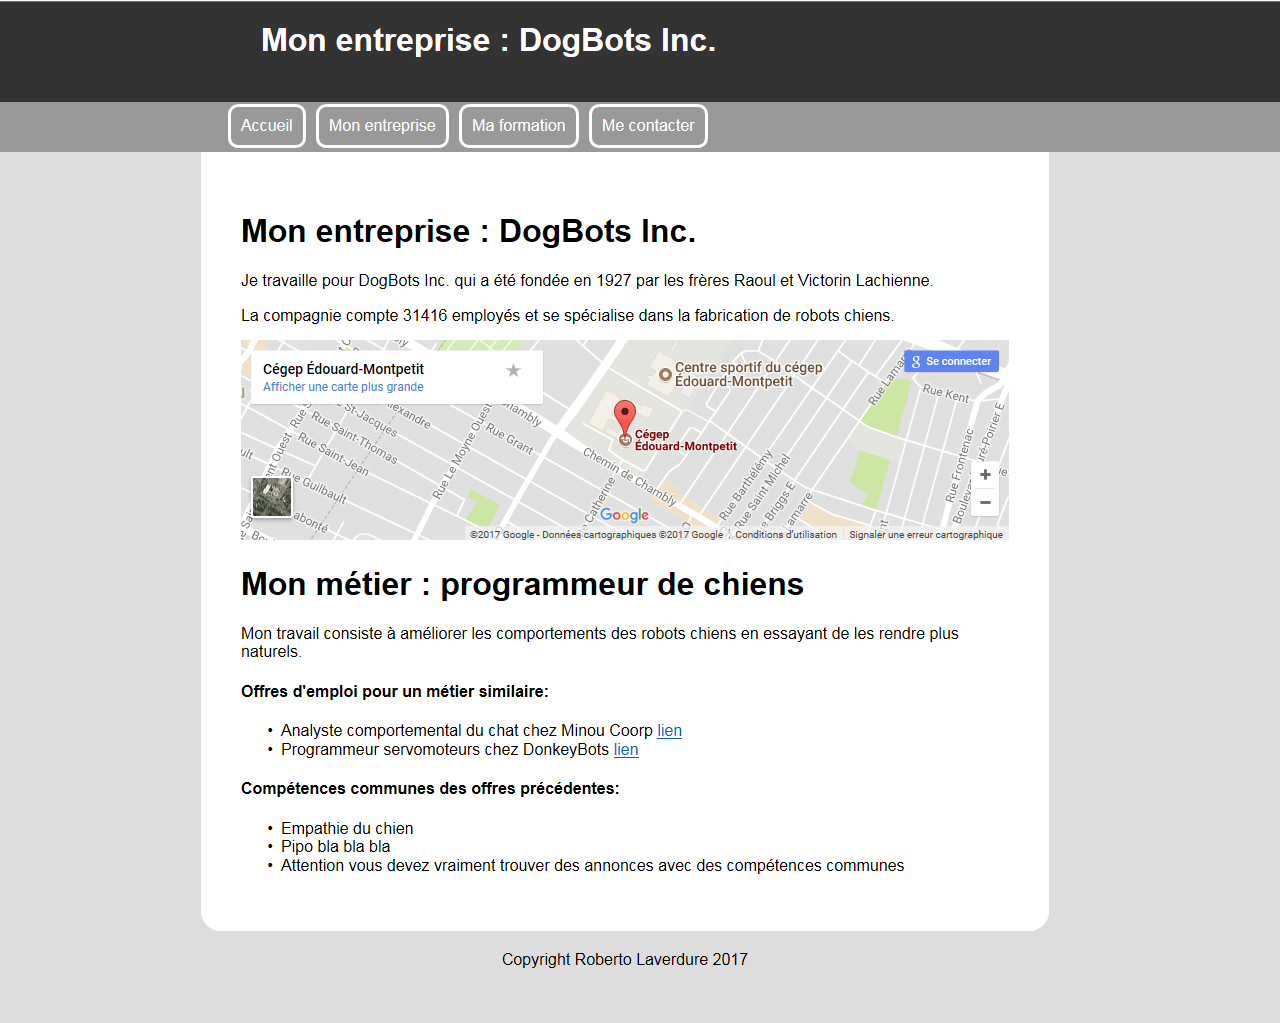 Mon entreprise : DogBots Inc.
Accueil
Mon entreprise
Ma formation
Me contacter
Mon entreprise : DogBots Inc.
Je travaille pour DogBots Inc. qui a été fondée en 1927 par les frères Raoul et Victorin Lachienne.
La compagnie compte 31416 employés et se spécialise dans la fabrication de robots chiens.
Cégep Édouard-Montpetit
Afficher une carte plus grande
Centre sportif du cégep
Édouard-Montpetit
Se connecter
Rue Kent
Alexandre
St-Jacques
Rue Saint-Thomas
Rue Saint-Jean
Rue Guilbault
Rue Le Moyne Ouest
Chambly
Rue Grant
Cégep
Édouard-Montpetit
Chemin de Chambly
Catherine
Rue Barthélémy
Rue Saint Michel
Rue Briggs E
Lamarre
Rue Frontenac
+
−
Google
©2017 Google - Données cartographiques ©2017 Google
Conditions d'utilisation
Signaler une erreur cartographique
Mon métier : programmeur de chiens
Mon travail consiste à améliorer les comportements des robots chiens en essayant de les rendre plus
naturels.
Offres d'emploi pour un métier similaire:
• Analyste comportemental du chat chez Minou Coorp lien
• Programmeur servomoteurs chez DonkeyBots lien
Compétences communes des offres précédentes:
• Empathie du chien
• Pipo bla bla bla
• Attention vous devez vraiment trouver des annonces avec des compétences communes
Copyright Roberto Laverdure 2017